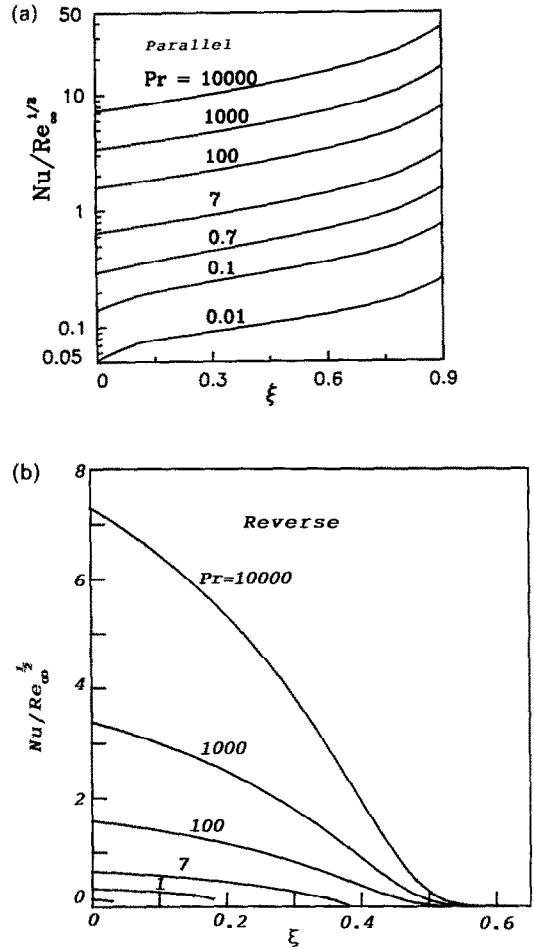 (a)
50
Parallel
Pr = 10000
10
1000
100
1
7
0.7
0.1
0.1
0.01
0.05
0
0.3
0.6
0.9
ξ
Nu/Re∞^1/2
(b)
8
Reverse
Pr=10000
6
4
1000
2
100
7
1
0
0
0.2
0.4
0.6
ξ
Nu/Re∞^½